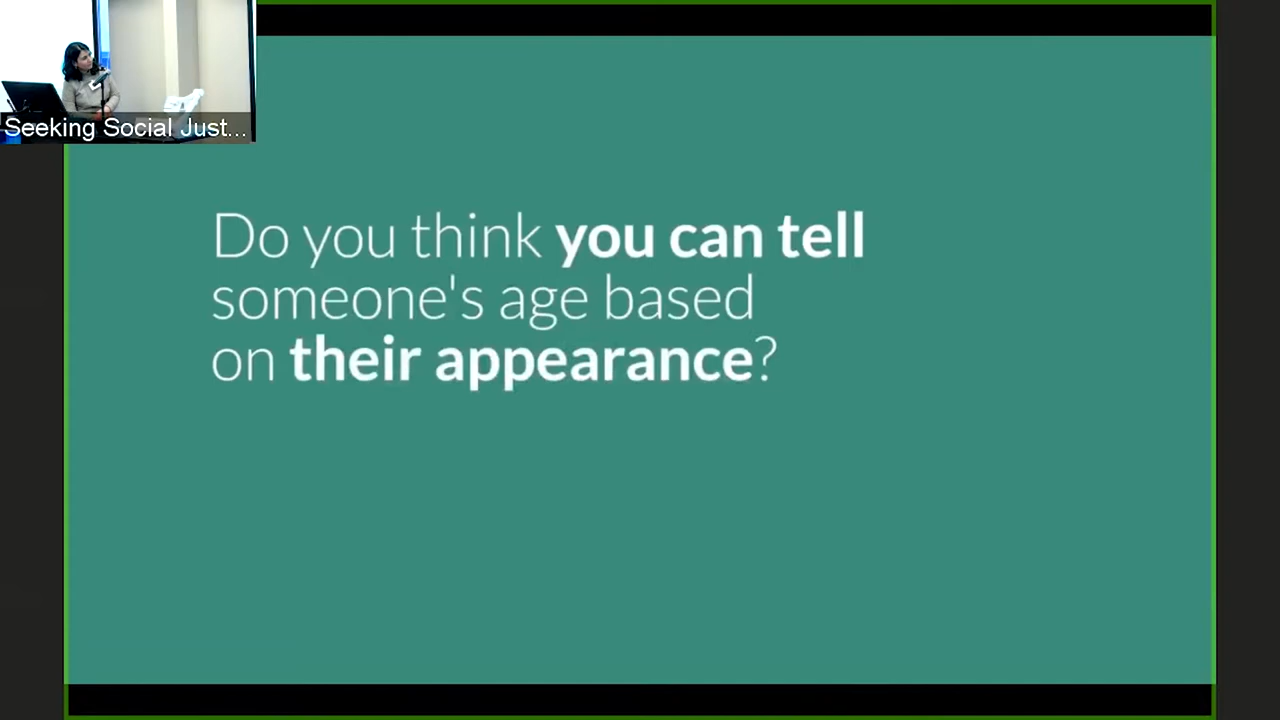 Seeking Social Just...
Do you think you can tell
someone's age based
on their appearance?